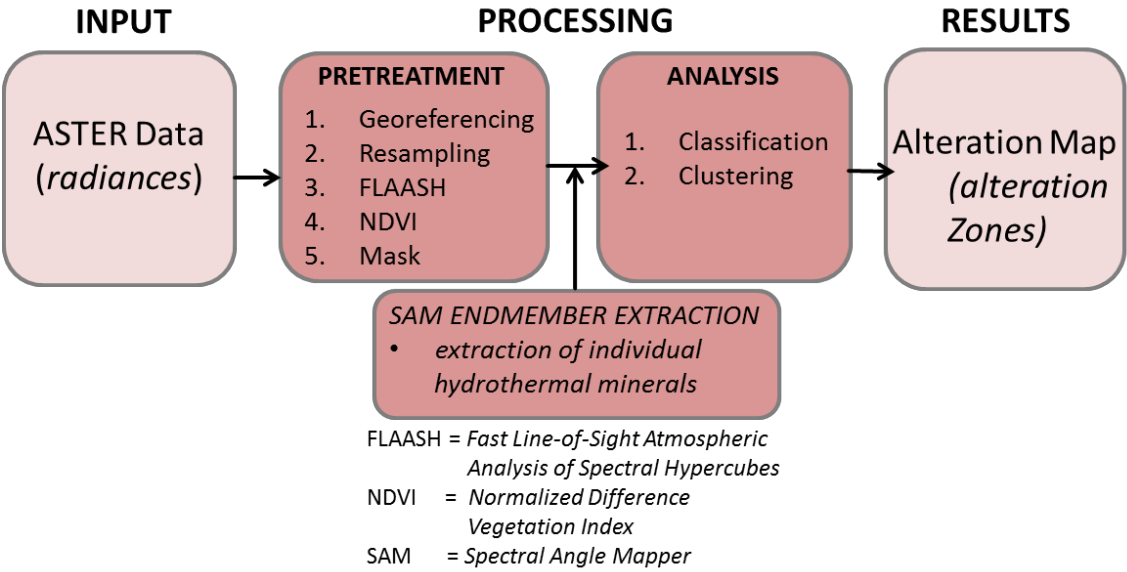 INPUT
PROCESSING
RESULTS
ASTER Data
(radiances)
PRETREATMENT
1. Georeferencing
2. Resampling
3. FLAASH
4. NDVI
5. Mask
ANALYSIS
1. Classification
2. Clustering
Alteration Map
(alteration
Zones)
SAM ENDMEMBER EXTRACTION
• extraction of individual
hydrothermal minerals
FLAASH = Fast Line-of-Sight Atmospheric
Analysis of Spectral Hypercubes
NDVI = Normalized Difference
Vegetation Index
SAM = Spectral Angle Mapper